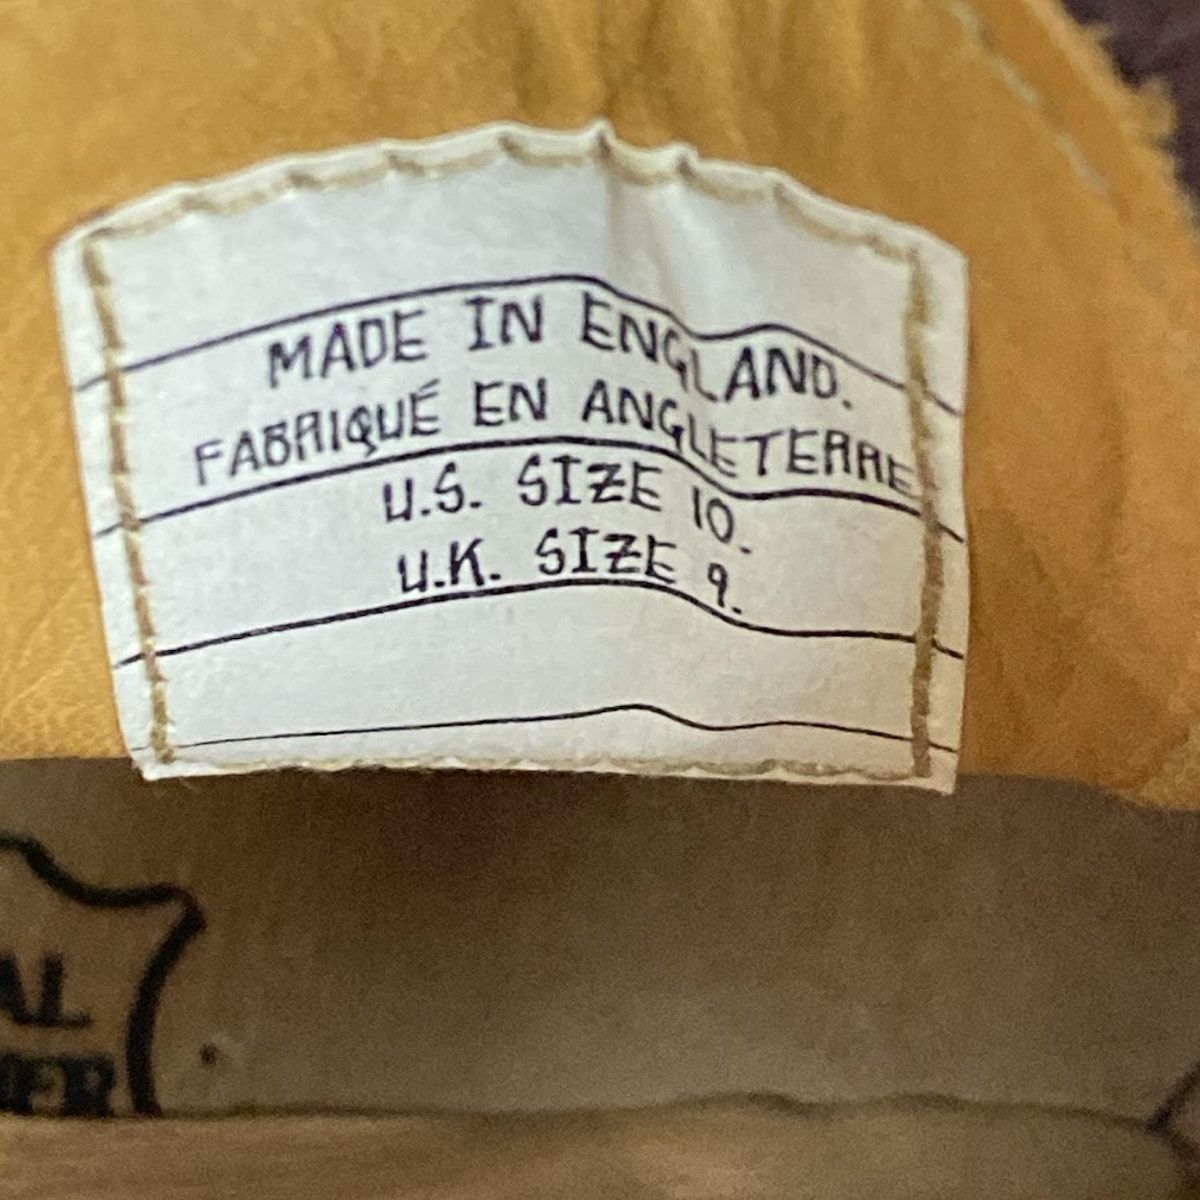 MADE IN ENGLAND.
FABRIQUÉ EN ANGLETERRE
U.S. SIZE 10.
U.K. SIZE 9.